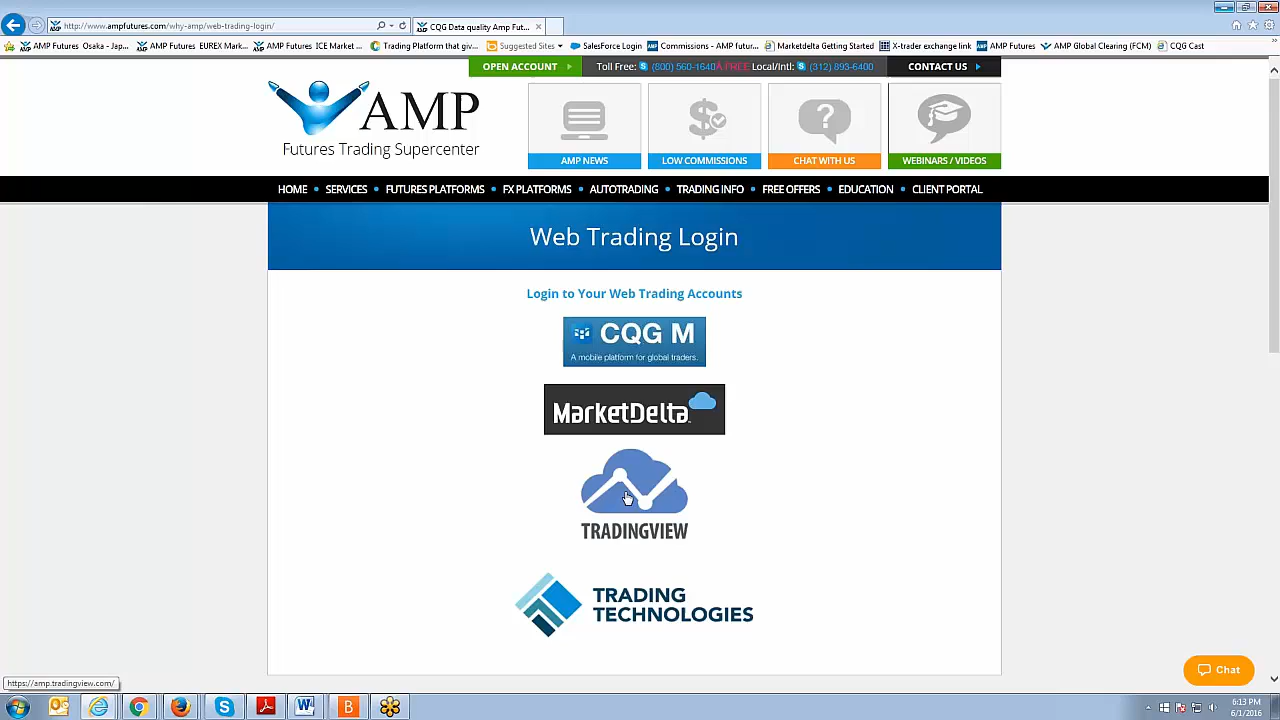 http://www.ampfutures.com/why-amp/web-trading-login/
CQG Data quality Amp Fut...
AMP Futures Osaka - Jap...
AMP Futures EUREX Mark...
AMP Futures ICE Market ...
Trading Platform that giv...
Suggested Sites
SalesForce Login
Commissions - AMP futur...
Marketdelta Getting Started
X-trader exchange link
AMP Futures
AMP Global Clearing (FCM)
CQG Cast
OPEN ACCOUNT
Toll Free: (800) 560-1640Â FREE Local/Intl: (312) 893-6400
CONTACT US
AMP
Futures Trading Supercenter
AMP NEWS
LOW COMMISSIONS
CHAT WITH US
WEBINARS / VIDEOS
HOME • SERVICES • FUTURES PLATFORMS • FX PLATFORMS • AUTOTRADING • TRADING INFO • FREE OFFERS • EDUCATION • CLIENT PORTAL
Web Trading Login
Login to Your Web Trading Accounts
CQG M
A mobile platform for global traders.
MarketDelta
TRADINGVIEW
TRADING
TECHNOLOGIES
Chat
https://amp.tradingview.com/
6:13 PM
6/1/2016